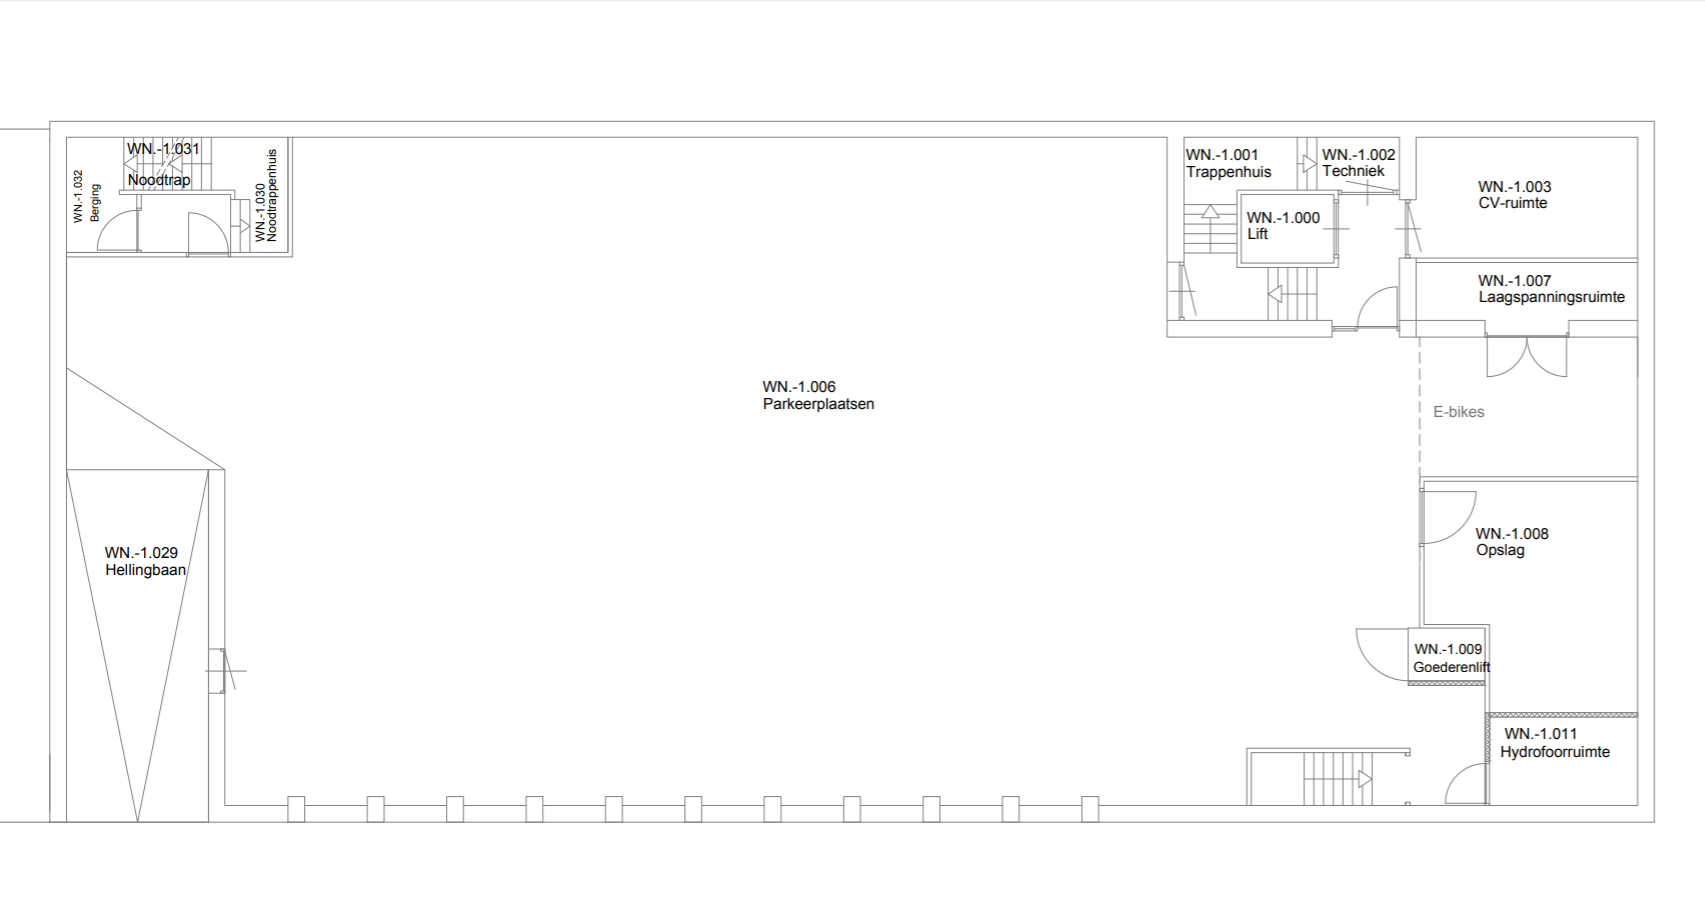 WN.-1.031
Noodtrap
WN.-1.032
Berging
WN.-1.030
Noodtrappenhuis
WN.-1.001
Trappenhuis
WN.-1.002
Techniek
WN.-1.003
CV-ruimte
WN.-1.000
Lift
WN.-1.007
Laagspanningsruimte
WN.-1.006
Parkeerplaatsen
E-bikes
WN.-1.029
Hellingbaan
WN.-1.008
Opslag
WN.-1.009
Goederenlift
WN.-1.011
Hydrofoorruimte